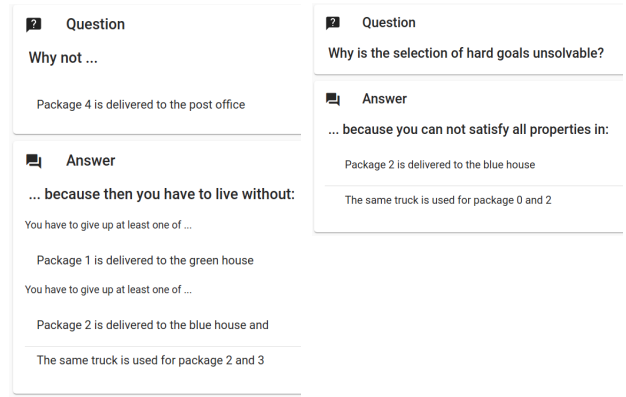 Question
Why not ...
Package 4 is delivered to the post office
Answer
... because then you have to live without:
You have to give up at least one of ...
Package 1 is delivered to the green house
You have to give up at least one of ...
Package 2 is delivered to the blue house and
The same truck is used for package 2 and 3
Question
Why is the selection of hard goals unsolvable?
Answer
... because you can not satisfy all properties in:
Package 2 is delivered to the blue house
The same truck is used for package 0 and 2